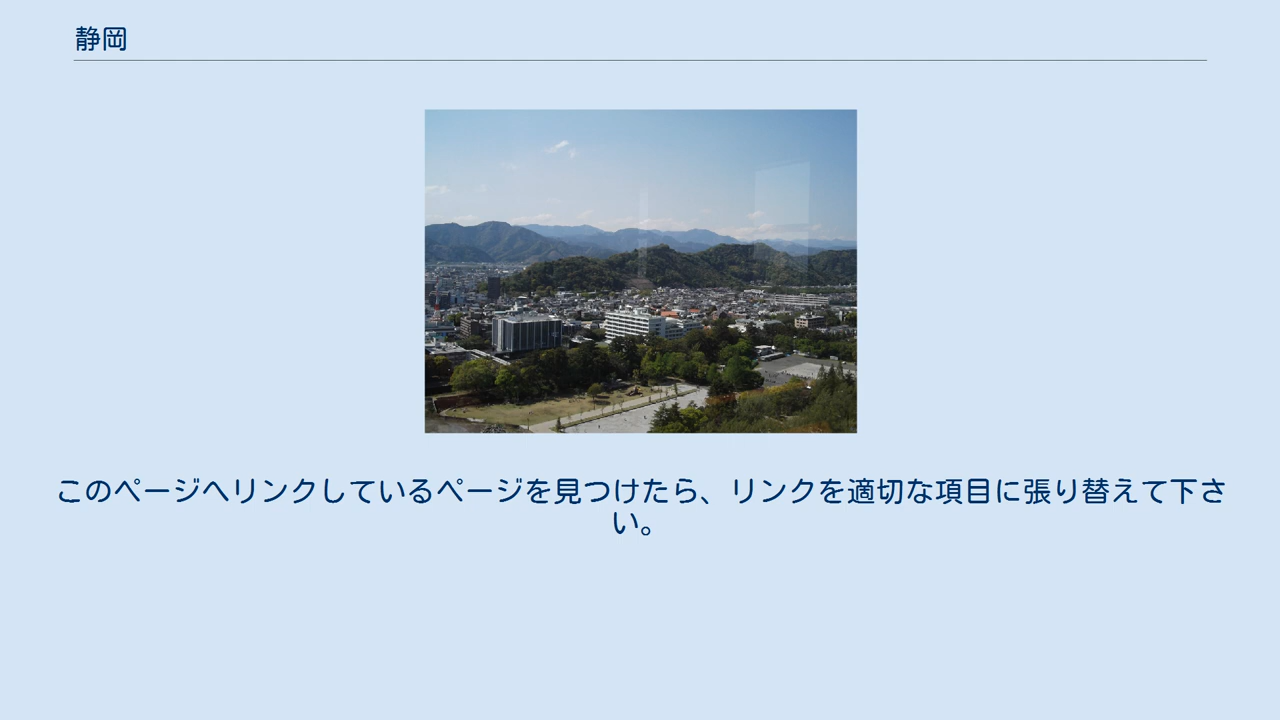 静岡
このページへリンクしているページを見つけたら、リンクを適切な項目に張り替えて下さ
い。